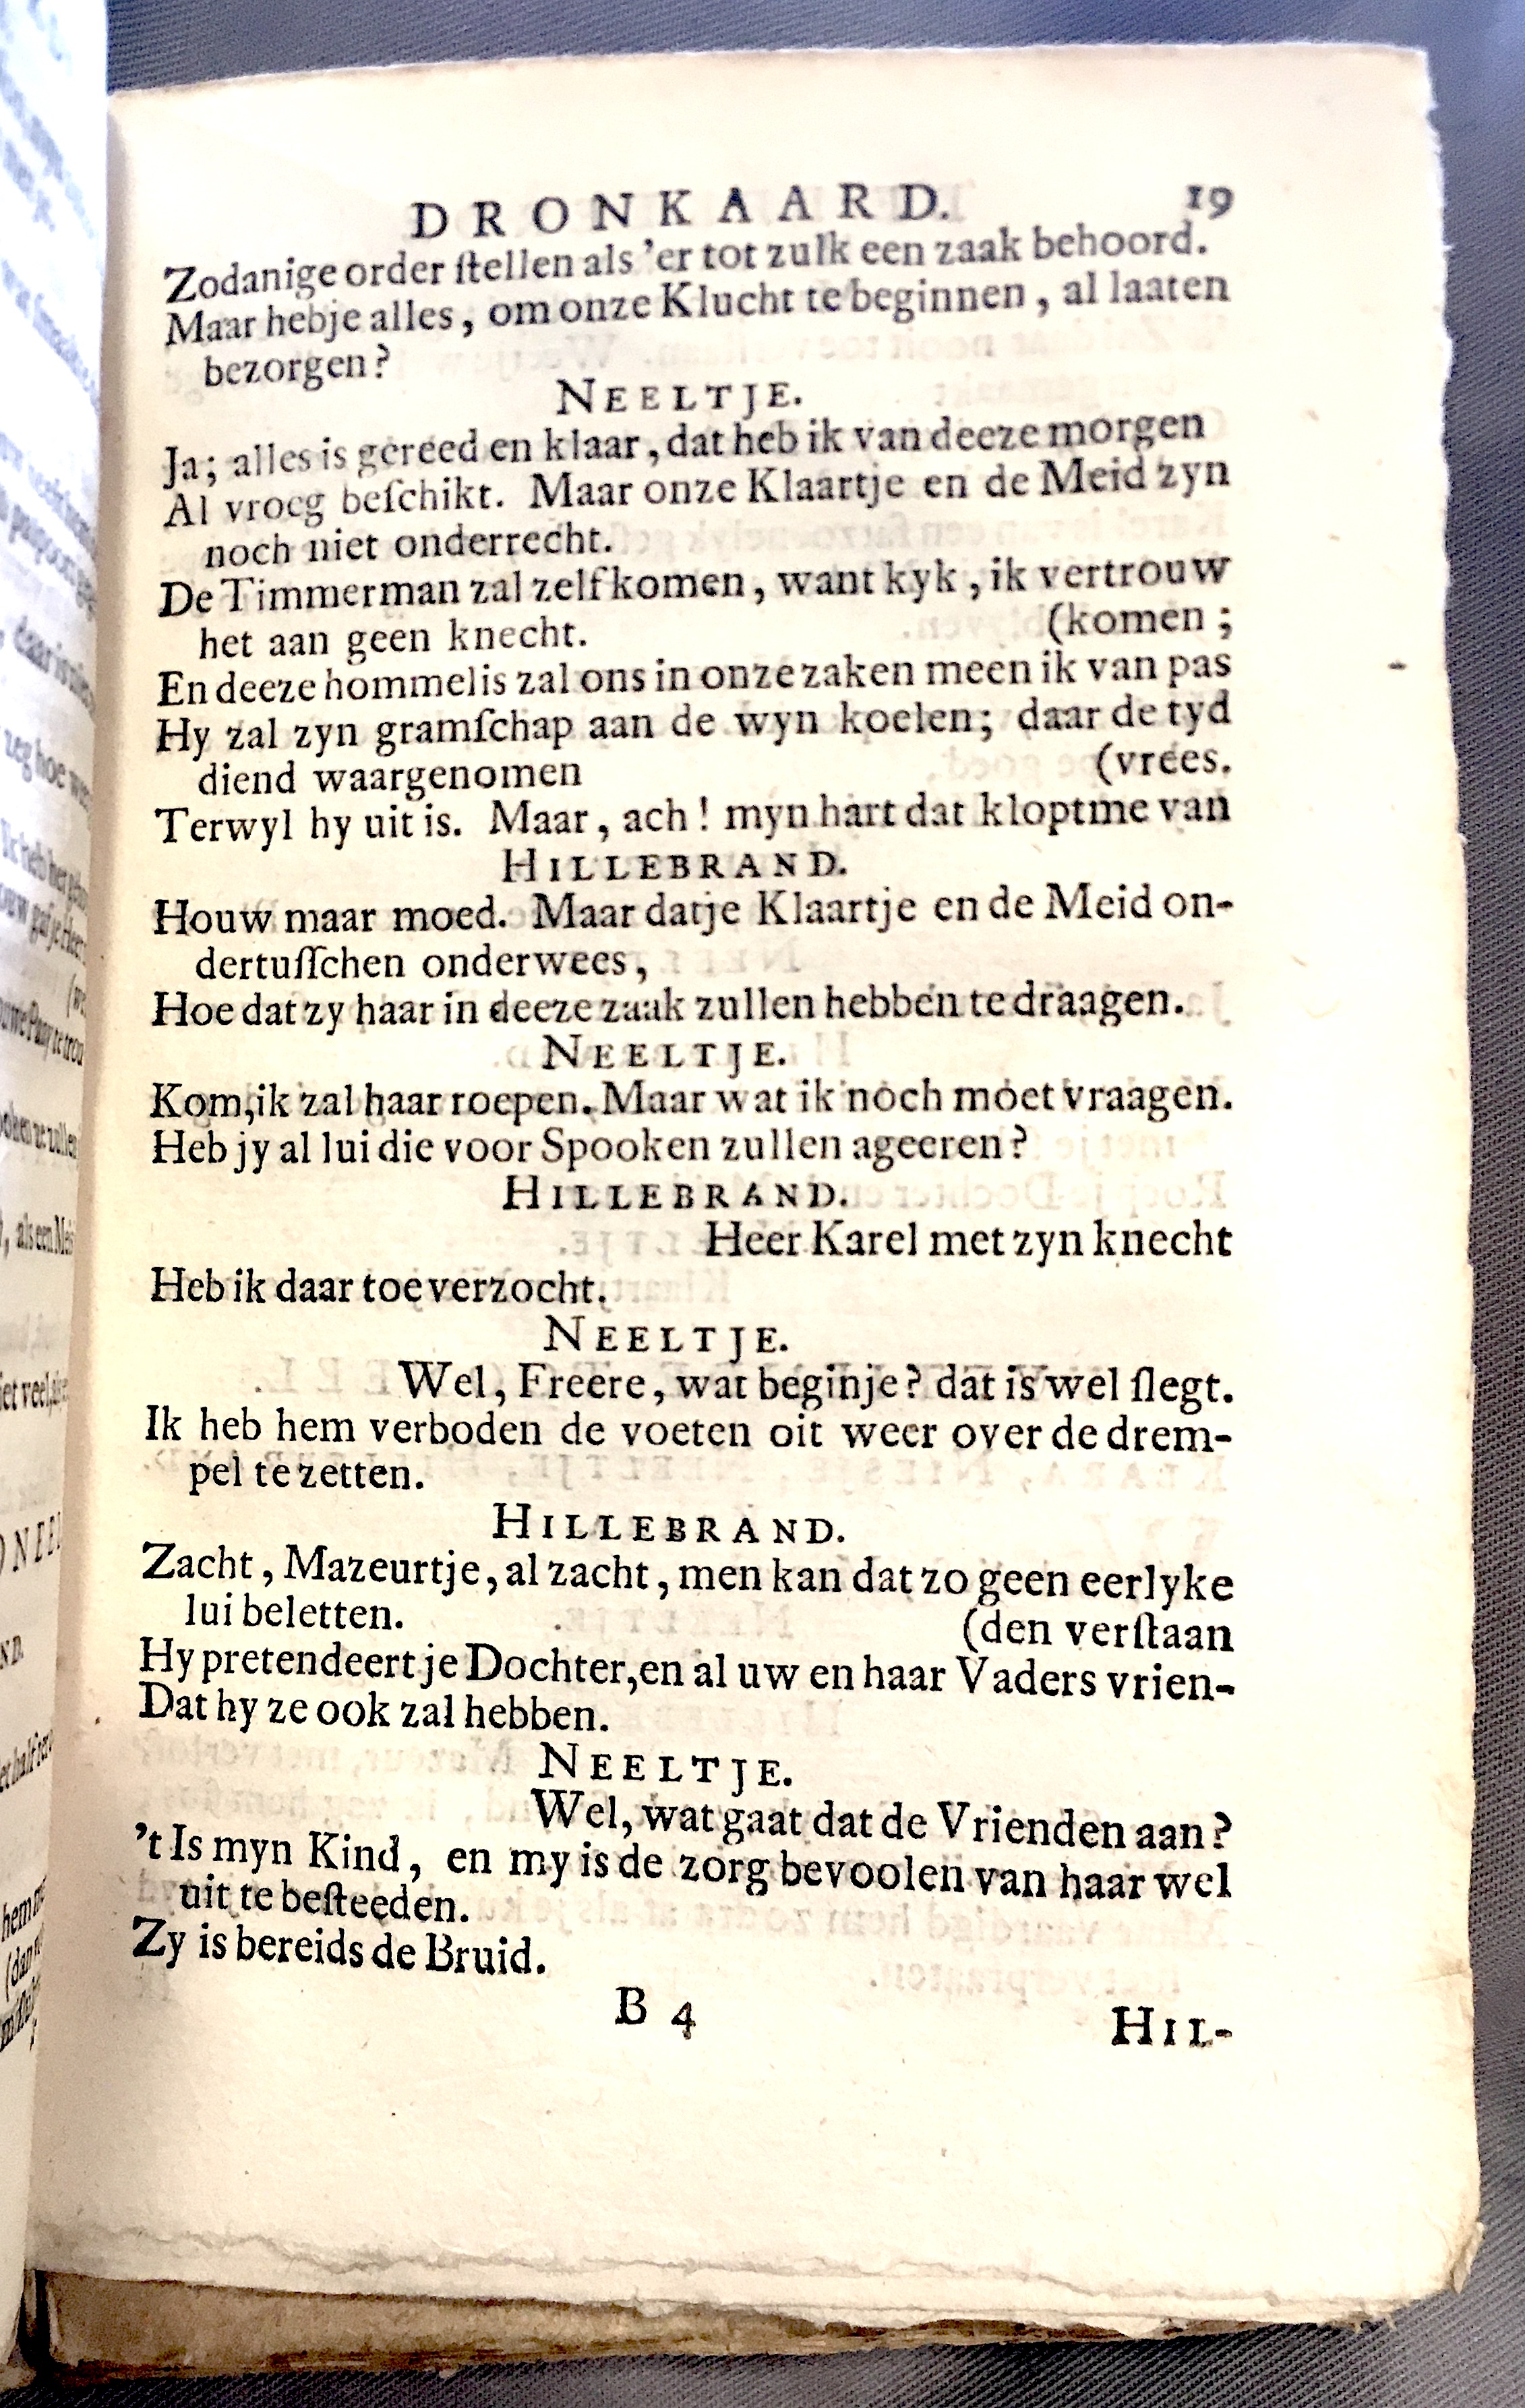 DRONKAARD. 19
Zodanige order ſtellen als 'er tot zulk een zaak behoord.
Maar hebje alles, om onze Klucht te beginnen, al laaten
bezorgen?
NEELTJE.
Ja; alles is gereed en klaar, dat heb ik van deeze morgen
Al vroeg beſchikt. Maar onze Klaartje en de Meid zyn
noch niet onderrecht.
De Timmerman zal zelf komen, want kyk, ik vertrouw
het aan geen knecht. (komen;
En deeze hommel is zal ons in onze zaken meen ik van pas
Hy zal zyn gramſchap aan de wyn koelen; daar de tyd
diend waargenomen (vrees.
Terwyl hy uit is. Maar, ach! myn hart dat klopt me van
HILLEBRAND.
Houw maar moed. Maar datje Klaartje en de Meid on-
dertuſſchen onderwees,
Hoe dat zy haar in deeze zaak zullen hebben te draagen.
NEELTJE.
Kom, ik zal haar roepen. Maar wat ik noch moet vraagen.
Heb jy al lui die voor Spooken zullen ageeren?
HILLEBRAND.
Heer Karel met zyn knecht
Heb ik daar toe verzocht.
NEELTJE.
Wel, Freere, wat beginje? dat is wel ſlegt.
Ik heb hem verboden de voeten oit weer over de drem-
pel te zetten.
HILLEBRAND.
Zacht, Mazeurtje, al zacht, men kan dat zo geen eerlyke
lui beletten. (den verſtaan
Hy pretendeert je Dochter, en al uw en haar Vaders vrien-
Dat hy ze ook zal hebben.
NEELTJE.
Wel, wat gaat dat de Vrienden aan?
't Is myn Kind, en my is de zorg bevoolen van haar wel
uit te beſteeden.
Zy is bereids de Bruid.
B 4 HIL-